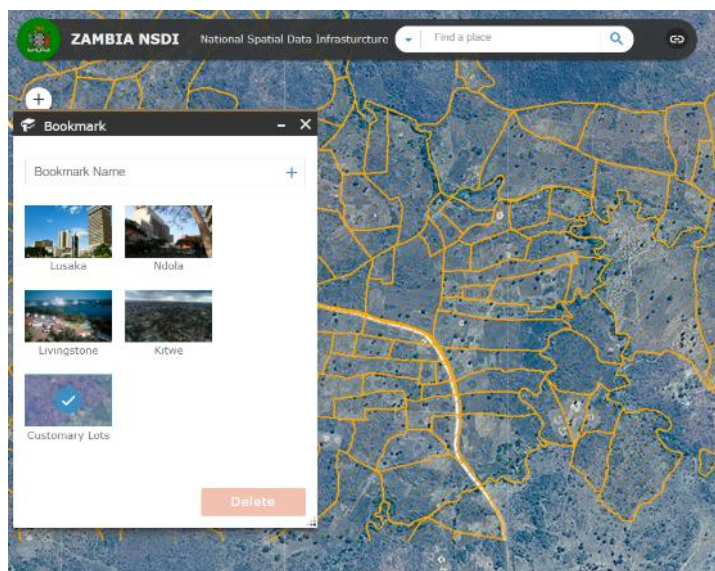 ZAMBIA NSDI National Spatial Data Infrasturcture Find a place
Bookmark
Bookmark Name
Lusaka Ndola
Livingstone Kitwe
Customary Lots
Delete